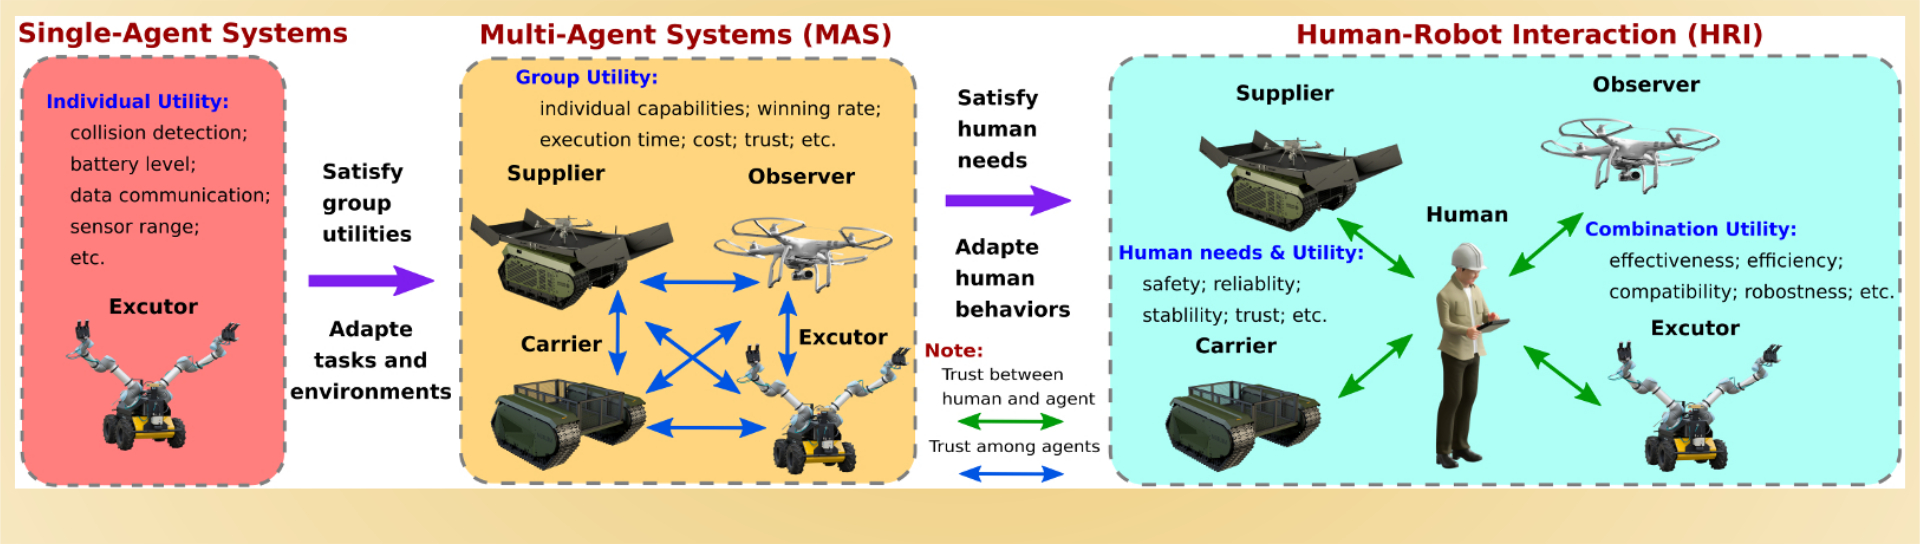 Single-Agent Systems
Individual Utility:
collision detection;
battery level;
data communication;
sensor range;
etc.
Excutor
Satisfy
group
utilities
Adapte
tasks and
environments
Multi-Agent Systems (MAS)
Group Utility:
individual capabilities; winning rate;
execution time; cost; trust; etc.
Supplier
Observer
Carrier
Excutor
Satisfy
human
needs
Adapte
human
behaviors
Note:
Trust between
human and agent
Trust among agents
Human-Robot Interaction (HRI)
Supplier
Observer
Human
Human needs & Utility:
safety; reliablity;
stablility; trust; etc.
Combination Utility:
effectiveness; efficiency;
compatibility; robostness; etc.
Carrier
Excutor